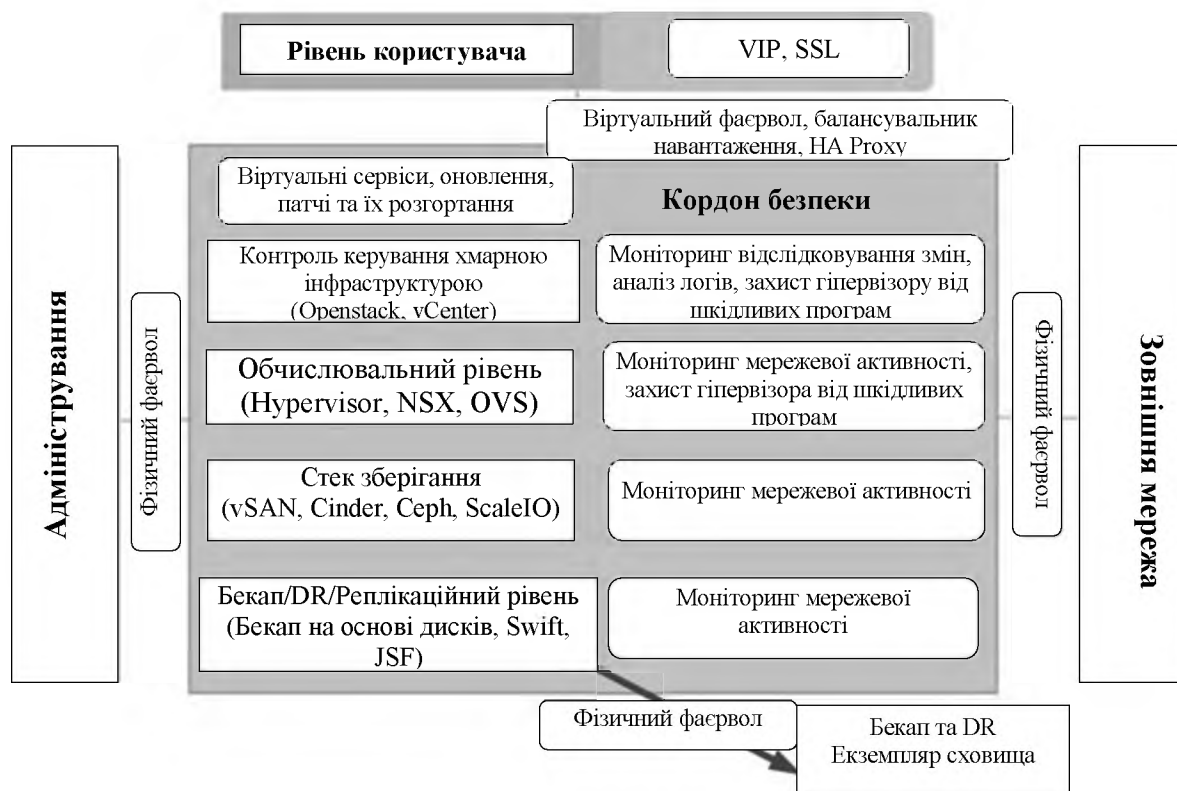 Рівень користувача
VIP, SSL
Віртуальний фаєрвол, балансувальник
навантаження, HA Proxy
Віртуальні сервіси, оновлення,
патчі та їх розгортання
Кордон безпеки
Контроль керування хмарною
інфраструктурою
(Openstack, vCenter)
Моніторинг відслідковування змін,
аналіз логів, захист гіпервізору від
шкідливих програм
Адміністрування
Фізичний фаєрвол
Обчислювальний рівень
(Hypervisor, NSX, OVS)
Моніторинг мережевої активності,
захист гіпервізора від шкідливих
програм
Фізичний фаєрвол
Зовнішня мережа
Стек зберігання
(vSAN, Cinder, Ceph, ScaleIO)
Моніторинг мережевої активності
Бекап/DR/Реплікаційний рівень
(Бекап на основі дисків, Swift,
JSF)
Моніторинг мережевої
активності
Фізичний фаєрвол
Бекап та DR
Екземпляр сховища